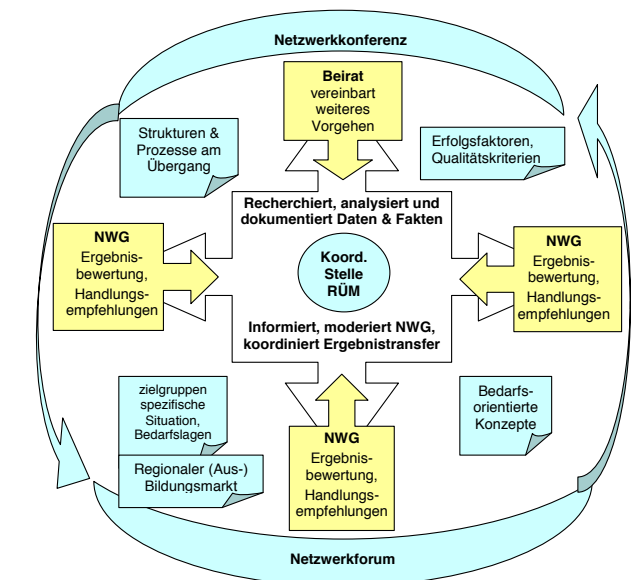 Netzwerkkonferenz
Beirat
vereinbart
weiteres
Vorgehen
Strukturen &
Prozesse am
Übergang
Erfolgsfaktoren,
Qualitätskriterien
Recherchiert, analysiert und
dokumentiert Daten & Fakten
NWG
Ergebnis-
bewertung,
Handlungs-
empfehlungen
Koord.
Stelle
RÜM
NWG
Ergebnis-
bewertung,
Handlungs-
empfehlungen
Informiert, moderiert NWG,
koordiniert Ergebnistransfer
zielgruppen
spezifische
Situation,
Bedarfslagen
Regionaler (Aus-)
Bildungsmarkt
NWG
Ergebnis-
bewertung,
Handlungs-
empfehlungen
Bedarfs-
orientierte
Konzepte
Netzwerkforum